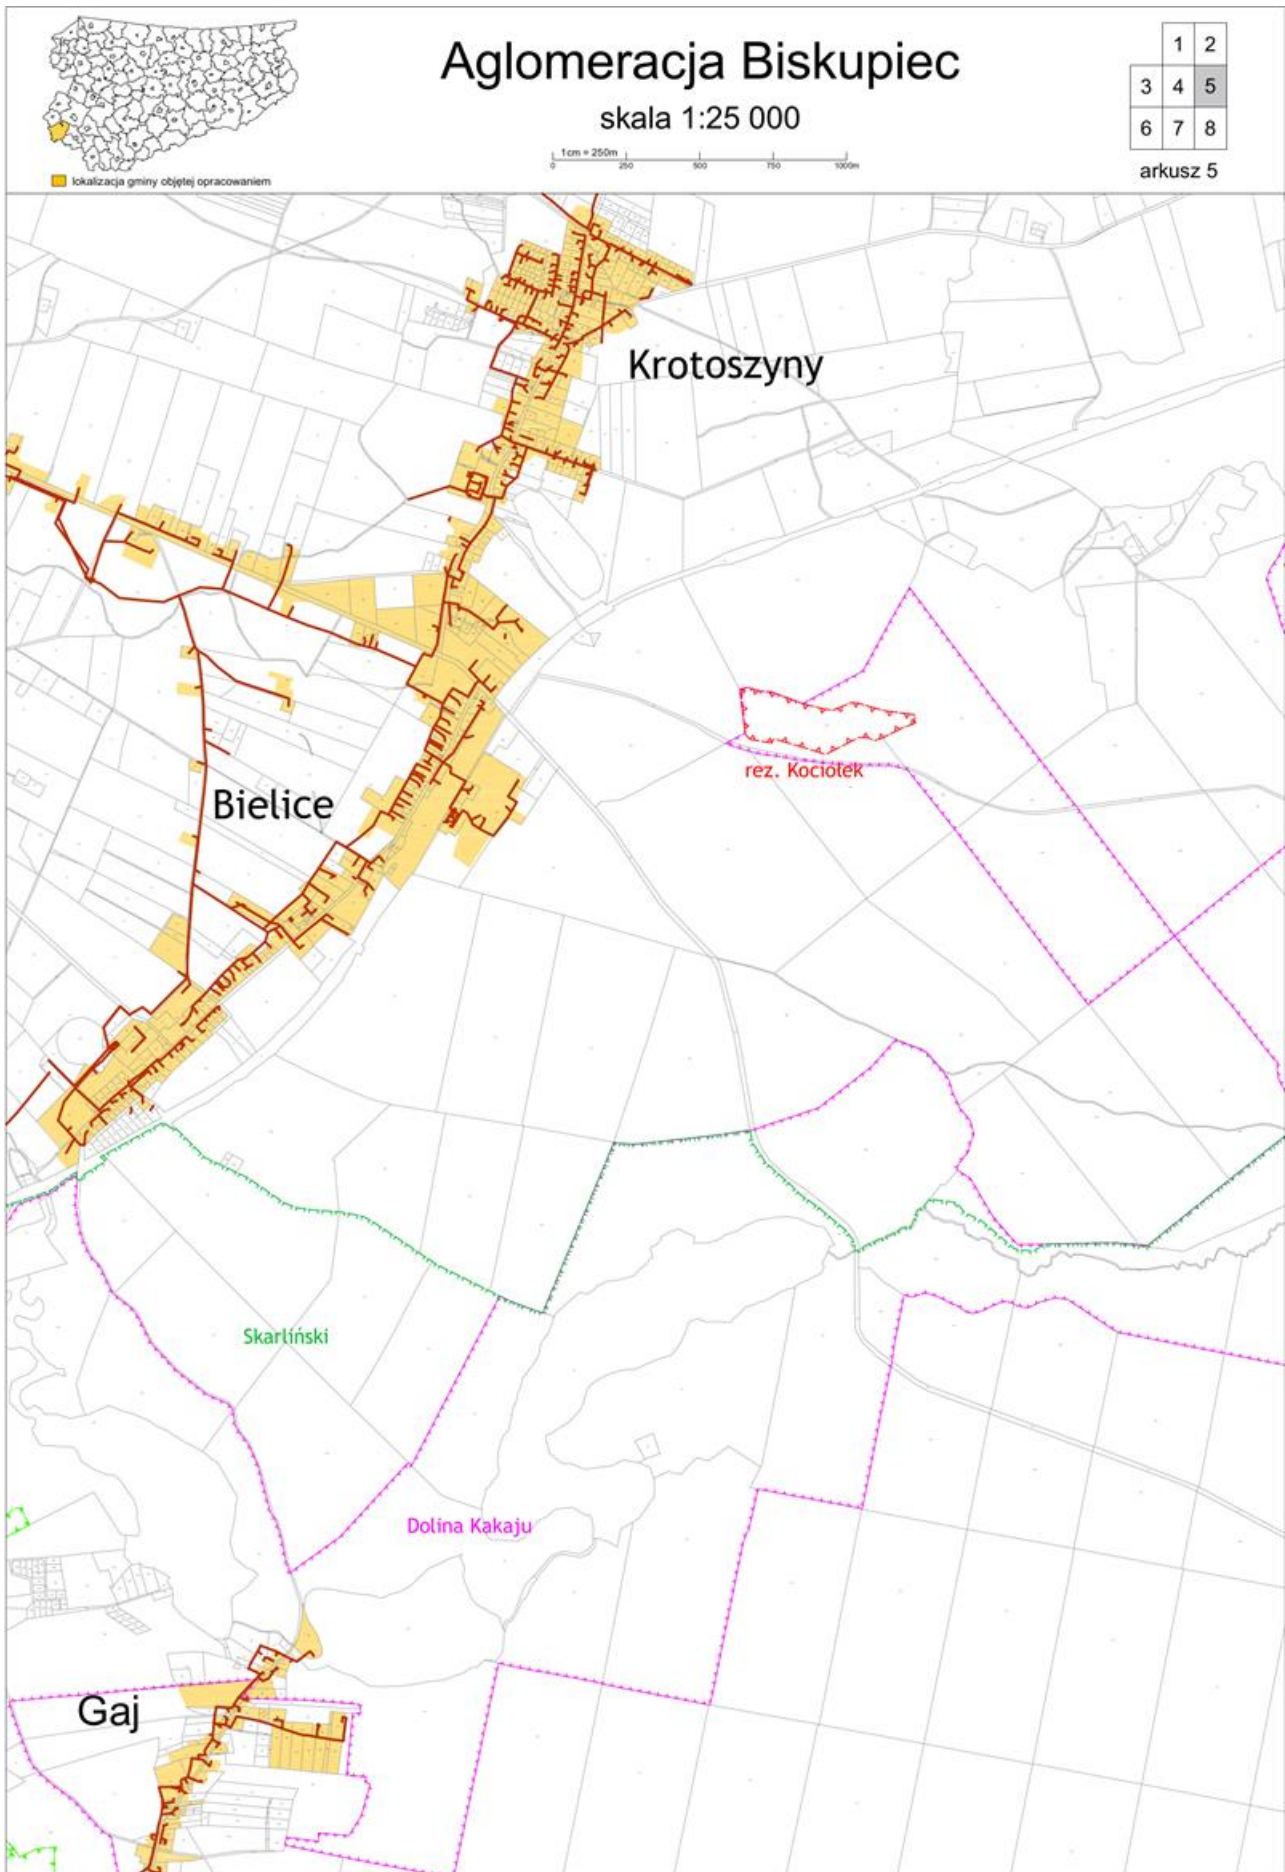 Aglomeracja Biskupiec
skala 1:25 000
1cm = 250m
0 250 500 750 1000m
lokalizacja gminy objętej opracowaniem
1 2
3 4 5
6 7 8
arkusz 5
Krotoszyny
rez. Kociołek
Bielice
Skarliński
Dolina Kakaju
Gaj